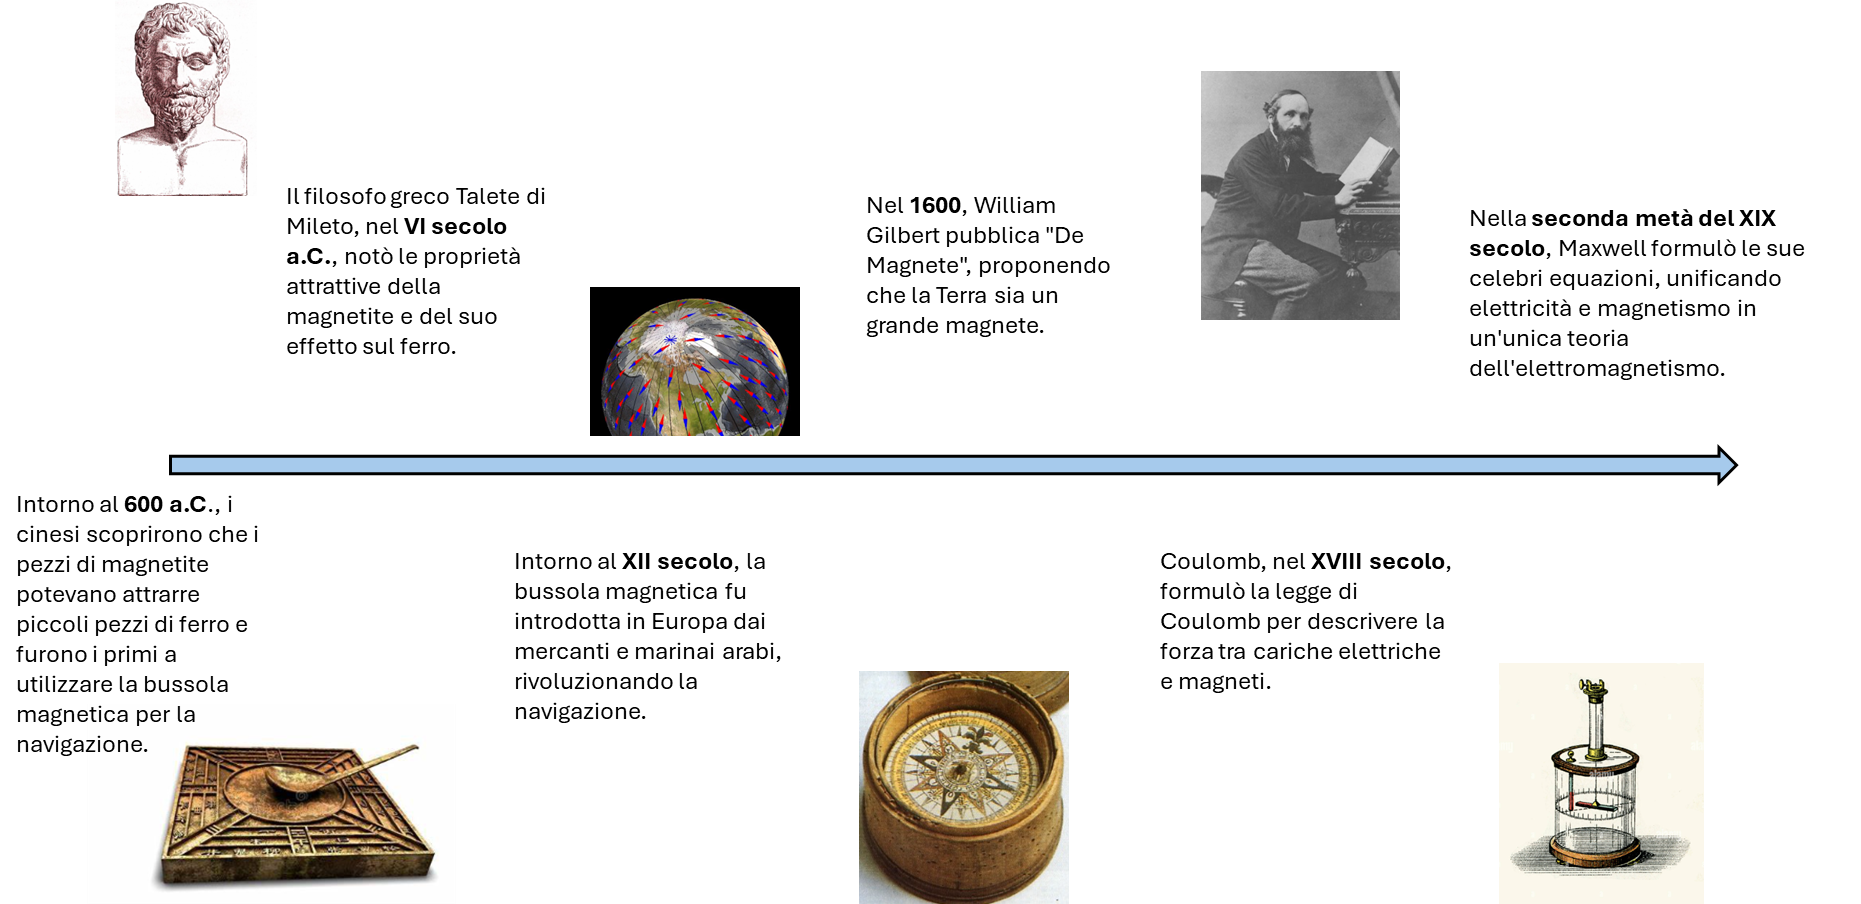 Il filosofo greco Talete di
Mileto, nel VI secolo
a.C., notò le proprietà
attrattive della
magnetite e del suo
effetto sul ferro.
Nel 1600, William
Gilbert pubblica "De
Magnete", proponendo
che la Terra sia un
grande magnete.
Nella seconda metà del XIX
secolo, Maxwell formulò le sue
celebri equazioni, unificando
elettricità e magnetismo in
un'unica teoria
dell'elettromagnetismo.
Intorno al 600 a.C., i
cinesi scoprirono che i
pezzi di magnetite
potevano attrarre
piccoli pezzi di ferro e
furono i primi a
utilizzare la bussola
magnetica per la
navigazione.
Intorno al XII secolo, la
bussola magnetica fu
introdotta in Europa dai
mercanti e marinai arabi,
rivoluzionando la
navigazione.
Coulomb, nel XVIII secolo,
formulò la legge di
Coulomb per descrivere la
forza tra cariche elettriche
e magneti.